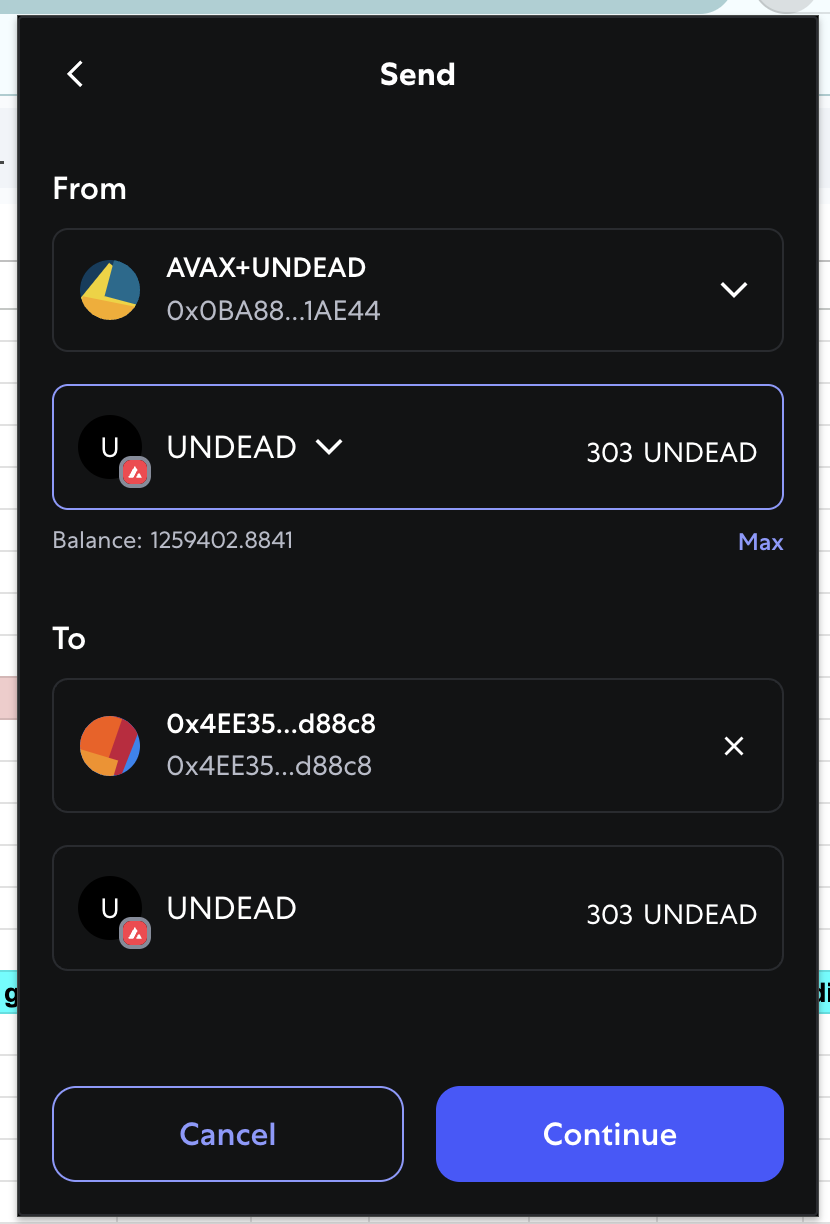 Send
From
AVAX+UNDEAD
0x0BA88...1AE44
U UNDEAD 303 UNDEAD
Balance: 1259402.8841 Max
To
0x4EE35...d88c8
0x4EE35...d88c8
U UNDEAD 303 UNDEAD
g di
Cancel Continue